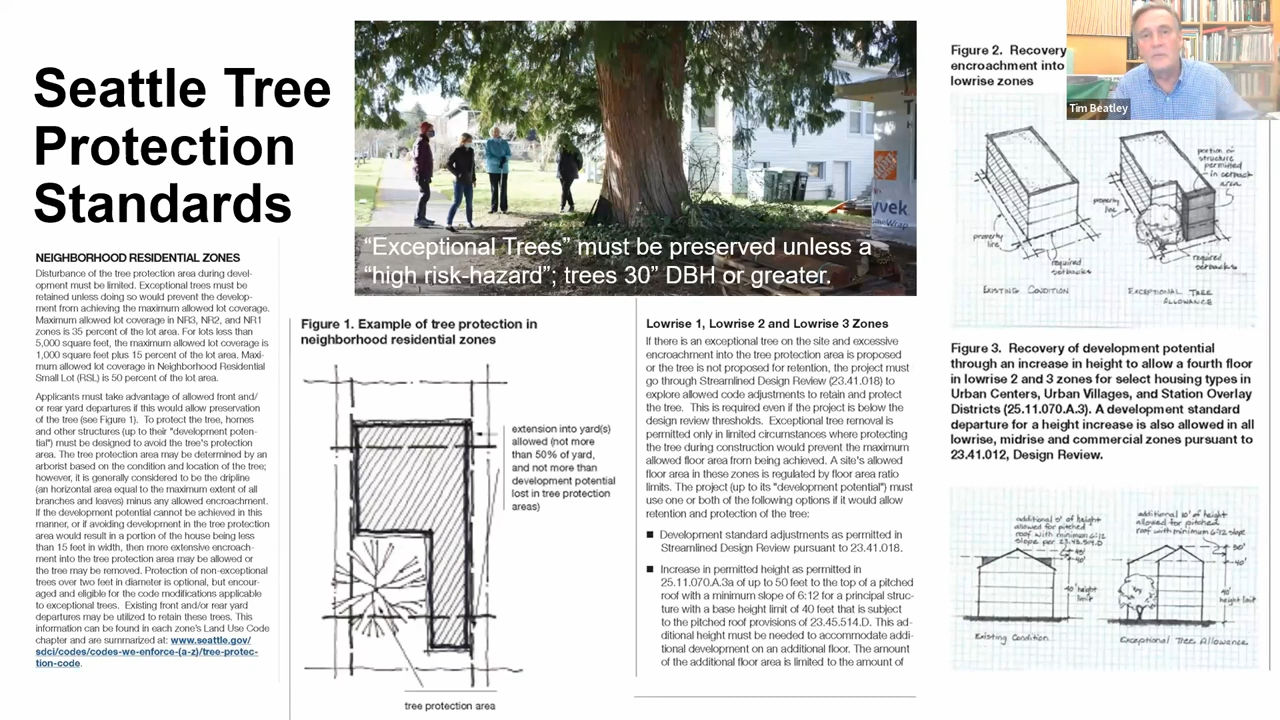 Seattle Tree
Protection
Standards
NEIGHBORHOOD RESIDENTIAL ZONES
Disturbance of the tree protection area during devel-
opment must be limited. Exceptional trees must be
retained unless doing so would prevent the develop-
ment from achieving the maximum allowed lot coverage.
Maximum allowed lot coverage in NR3, NR2, and NR1
zones is 35 percent of the lot area. For lots less than
5,000 square feet, the maximum allowed lot coverage is
1,000 square feet plus 15 percent of the lot area. Maxi-
mum allowed lot coverage in Neighborhood Residential
Small Lot (RSL) is 50 percent of the lot area.
Applicants must take advantage of allowed front and/
or rear yard departures if this would allow preservation
of the tree (see Figure 1). To protect the tree, homes
and other structures (up to their "development poten-
tial") must be designed to avoid the tree's protection
area. The tree protection area may be determined by an
arborist based on the condition and location of the tree;
however, it is generally considered to be the dripline
(an horizontal area equal to the maximum extent of all
branches and leaves) minus any allowed encroachment.
If the development potential cannot be achieved in this
manner, or if avoiding development in the tree protection
area would result in a portion of the house being less
than 15 feet in width, then more extensive encroach-
ment into the tree protection area may be allowed or
the tree may be removed. Protection of non-exceptional
trees over two feet in diameter is optional, but encour-
aged and eligible for the code modifications applicable
to exceptional trees. Existing front and/or rear yard
departures may be utilized to retain these trees. This
information can be found in each zone's Land Use Code
chapter and are summarized at: www.seattle.gov/
sdci/codes/codes-we-enforce-(a-z)/tree-protec-
tion-code.
yvek
“Exceptional Trees” must be preserved unless a
“high risk-hazard”; trees 30” DBH or greater.
Figure 1. Example of tree protection in
neighborhood residential zones
extension into yard(s)
allowed (not more
than 50% of yard,
and not more than
development potential
lost in tree protection
areas)
tree protection area
Lowrise 1, Lowrise 2 and Lowrise 3 Zones
If there is an exceptional tree on the site and excessive
encroachment into the tree protection area is proposed
or the tree is not proposed for retention, the project must
go through Streamlined Design Review (23.41.018) to
explore allowed code adjustments to retain and protect
the tree. This is required even if the project is below the
design review thresholds. Exceptional tree removal is
permitted only in limited circumstances where protecting
the tree during construction would prevent the maximum
allowed floor area from being achieved. A site's allowed
floor area in these zones is regulated by floor area ratio
limits. The project (up to its "development potential") must
use one or both of the following options if it would allow
retention and protection of the tree:
Development standard adjustments as permitted in
Streamlined Design Review pursuant to 23.41.018.
Increase in permitted height as permitted in
25.11.070.A.3a of up to 50 feet to the top of a pitched
roof with a minimum slope of 6:12 for a principal struc-
ture with a base height limit of 40 feet that is subject
to the pitched roof provisions of 23.45.514.D. This ad-
ditional height must be needed to accommodate addi-
tional development on an additional floor. The amount
of the additional floor area is limited to the amount of
Figure 2. Recovery
encroachment into
lowrise zones
Tim Beatley
portion of
structure
permitted
in setback
area
property
line
property
line
required
setbacks
required
setbacks
EXISTING CONDITION
EXCEPTIONAL TREE
ALLOWANCE
Figure 3. Recovery of development potential
through an increase in height to allow a fourth floor
in lowrise 2 and 3 zones for select housing types in
Urban Centers, Urban Villages, and Station Overlay
Districts (25.11.070.A.3). A development standard
departure for a height increase is also allowed in all
lowrise, midrise and commercial zones pursuant to
23.41.012, Design Review.
additional 5' of height
allowed for pitched
roof with minimum 6:12
slope per 23.45.514.D
additional 10' of height
allowed for pitched
roof with minimum 6:12 slope
40'
40' height
limit
50'
40'
40'
height limit
Existing Condition
Exceptional Tree Allowance